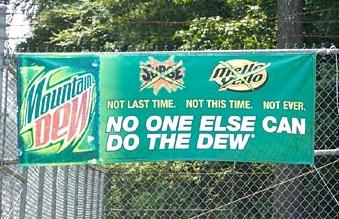 Mountain
Dew
SURGE
Mello
Yello
NOT LAST TIME. NOT THIS TIME. NOT EVER.
NO ONE ELSE CAN
DO THE DEW